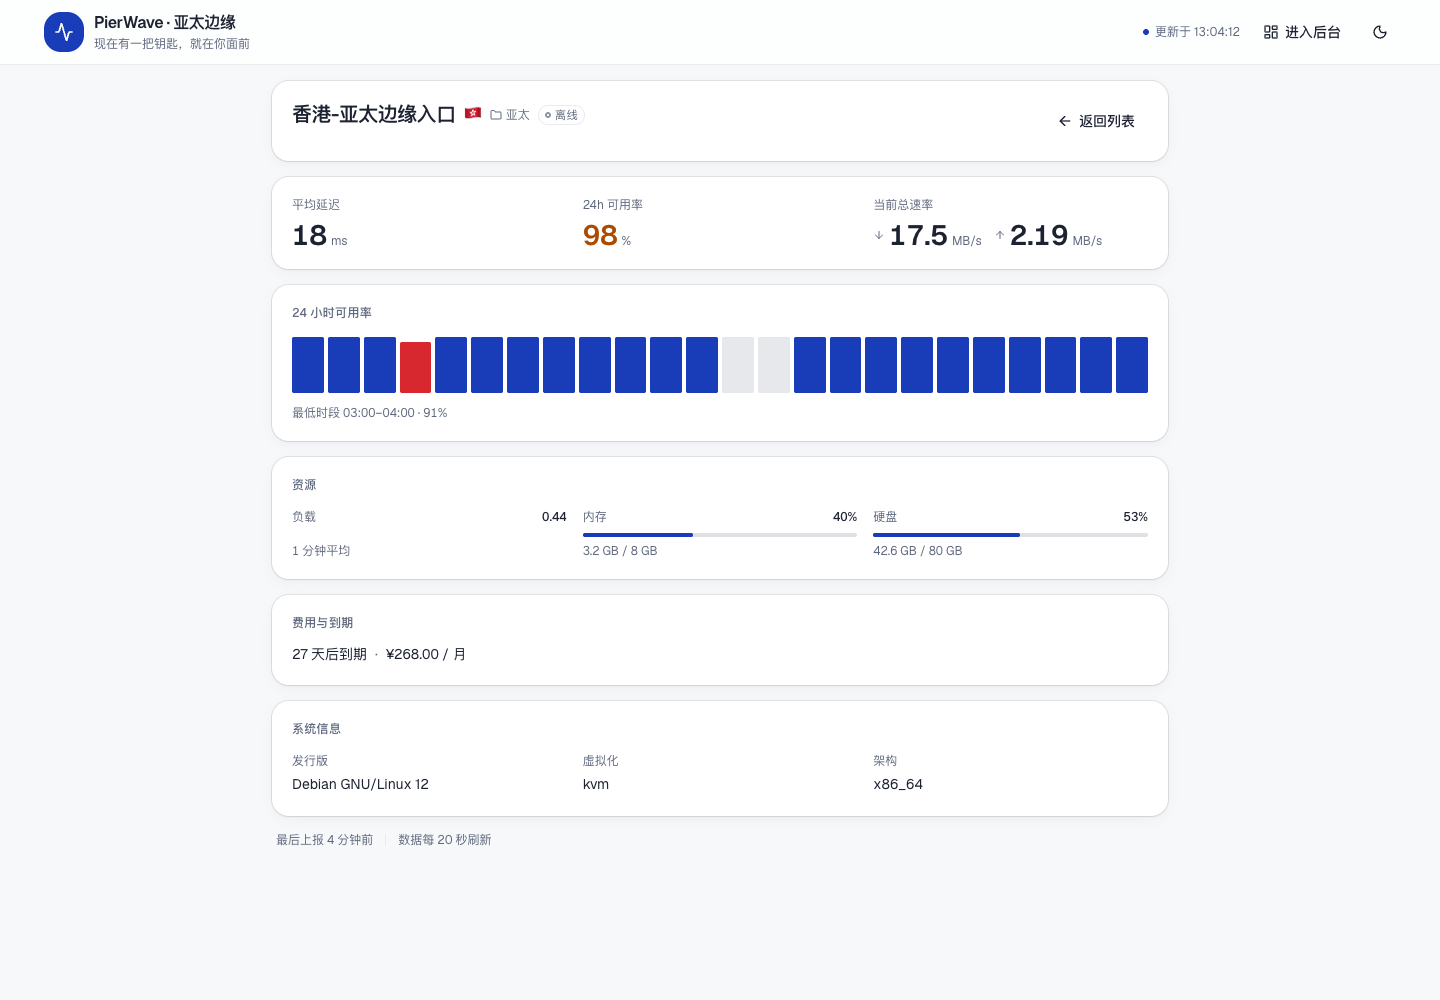 PierWave · 亚太边缘
现在有一把钥匙，就在你面前
更新于 13:04:12
进入后台
香港-亚太边缘入口
亚太
离线
返回列表
平均延迟
18 ms
24h 可用率
98 %
当前总速率
↓ 17.5 MB/s ↑ 2.19 MB/s
24 小时可用率
最低时段 03:00–04:00 · 91%
资源
负载 0.44
1 分钟平均
内存 40%
3.2 GB / 8 GB
硬盘 53%
42.6 GB / 80 GB
费用与到期
27 天后到期 · ¥268.00 / 月
系统信息
发行版
Debian GNU/Linux 12
虚拟化
kvm
架构
x86_64
最后上报 4 分钟前
数据每 20 秒刷新